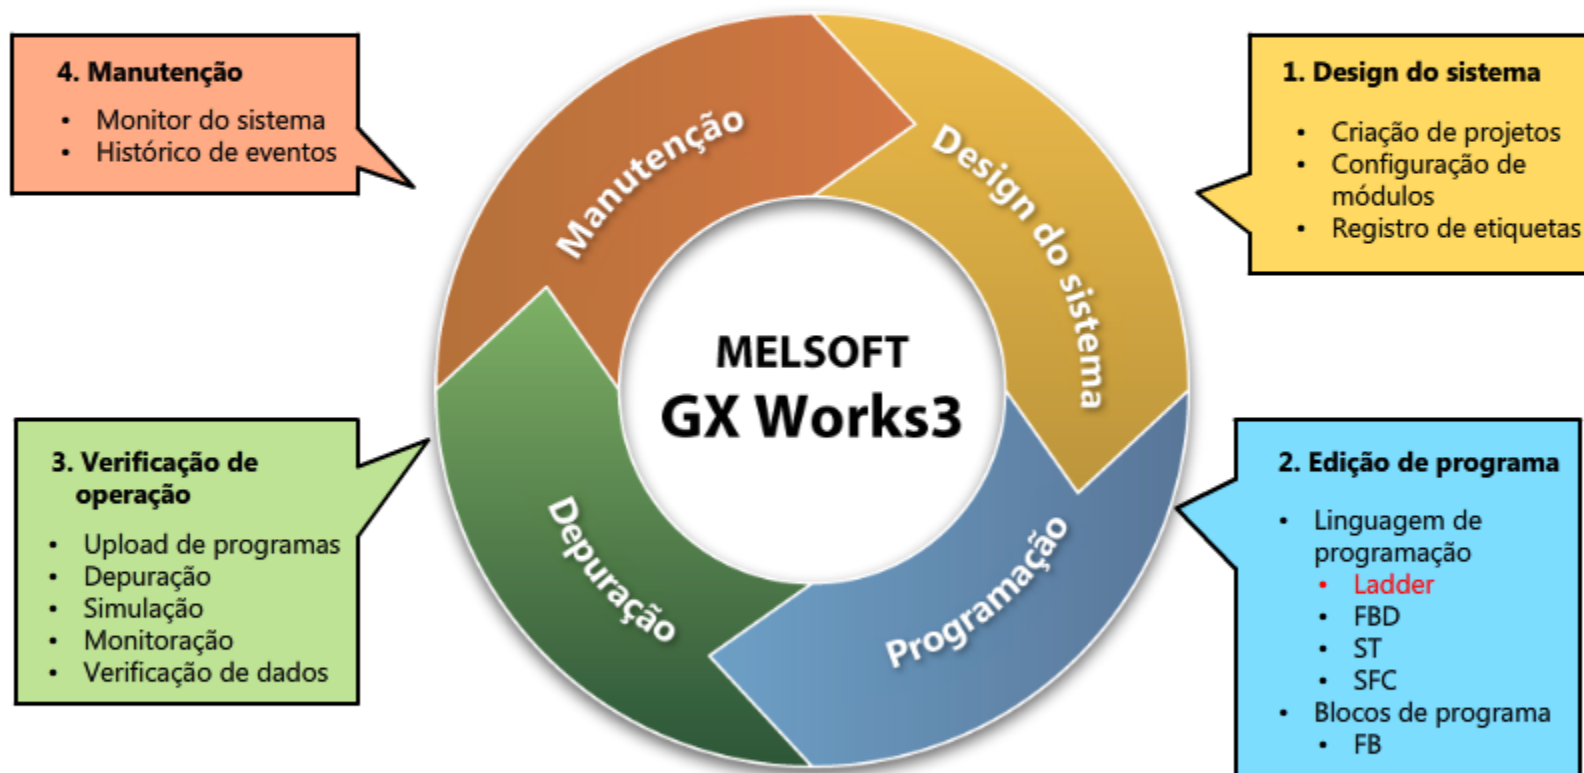 4. Manutenção
• Monitor do sistema
• Histórico de eventos
1. Design do sistema
• Criação de projetos
• Configuração de
módulos
• Registro de etiquetas
Manutenção
Design do sistema
MELSOFT
GX Works3
Depuração
Programação
3. Verificação de
operação
• Upload de programas
• Depuração
• Simulação
• Monitoração
• Verificação de dados
2. Edição de programa
• Linguagem de
programação
• Ladder
• FBD
• ST
• SFC
• Blocos de programa
• FB